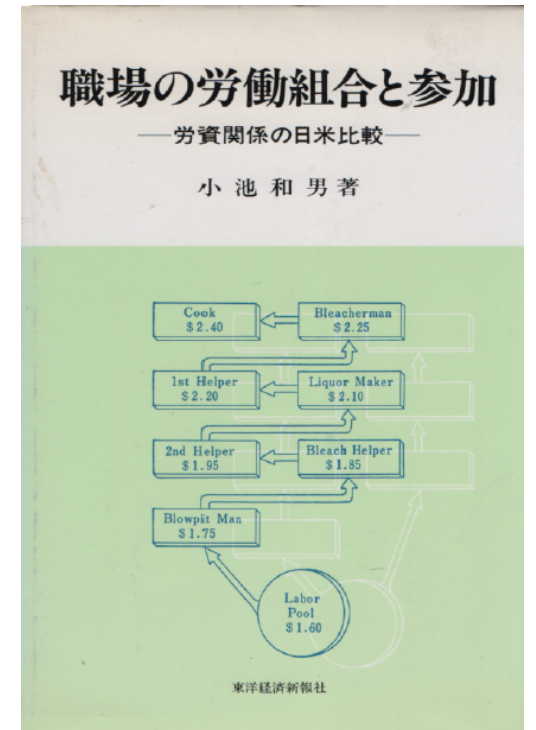 職場の労働組合と参加
―労資関係の日米比較―
小池和男著
Cook
$2.40
Bleacherman
$2.25
1st Helper
$2.20
Liquor Maker
$2.10
2nd Helper
$1.95
Bleach Helper
$1.85
Blowpit Man
$1.75
Labor
Pool
$1.60
東洋経済新報社